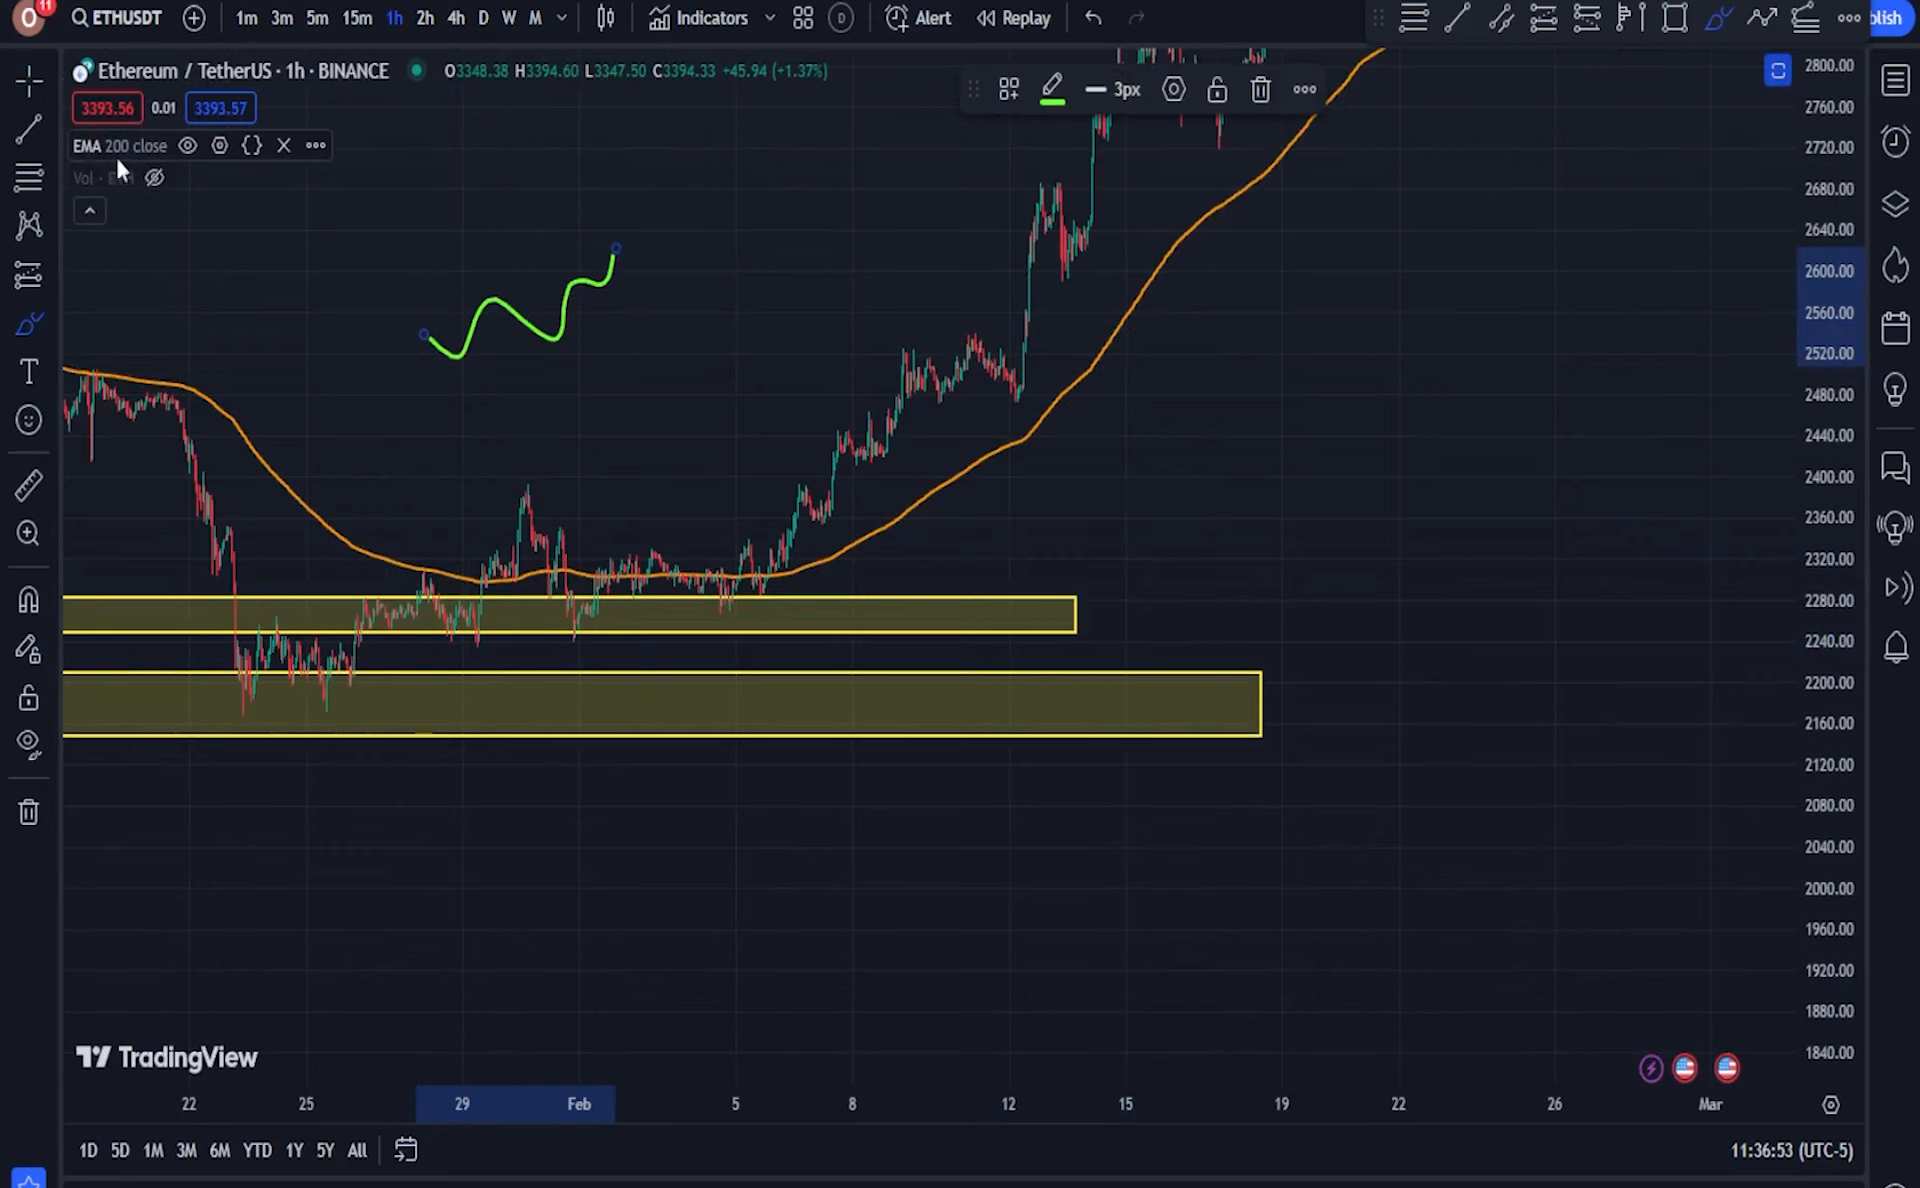 11
O
ETHUSDT
1m 3m 5m 15m 1h 2h 4h D W M
Indicators
D
Alert
Replay
blish
Ethereum / TetherUS · 1h · BINANCE
O3348.38 H3394.60 L3347.50 C3394.33 +45.94 (+1.37%)
3393.56 0.01 3393.57
3px
EMA 200 close
Vol ·
T
2800.00
2760.00
2720.00
2680.00
2640.00
2600.00
2560.00
2520.00
2480.00
2440.00
2400.00
2360.00
2320.00
2280.00
2240.00
2200.00
2160.00
2120.00
2080.00
2040.00
2000.00
1960.00
1920.00
1880.00
1840.00
TradingView
22 25 29 Feb 5 8 12 15 19 22 26 Mar
1D 5D 1M 3M 6M YTD 1Y 5Y All
11:36:53 (UTC-5)